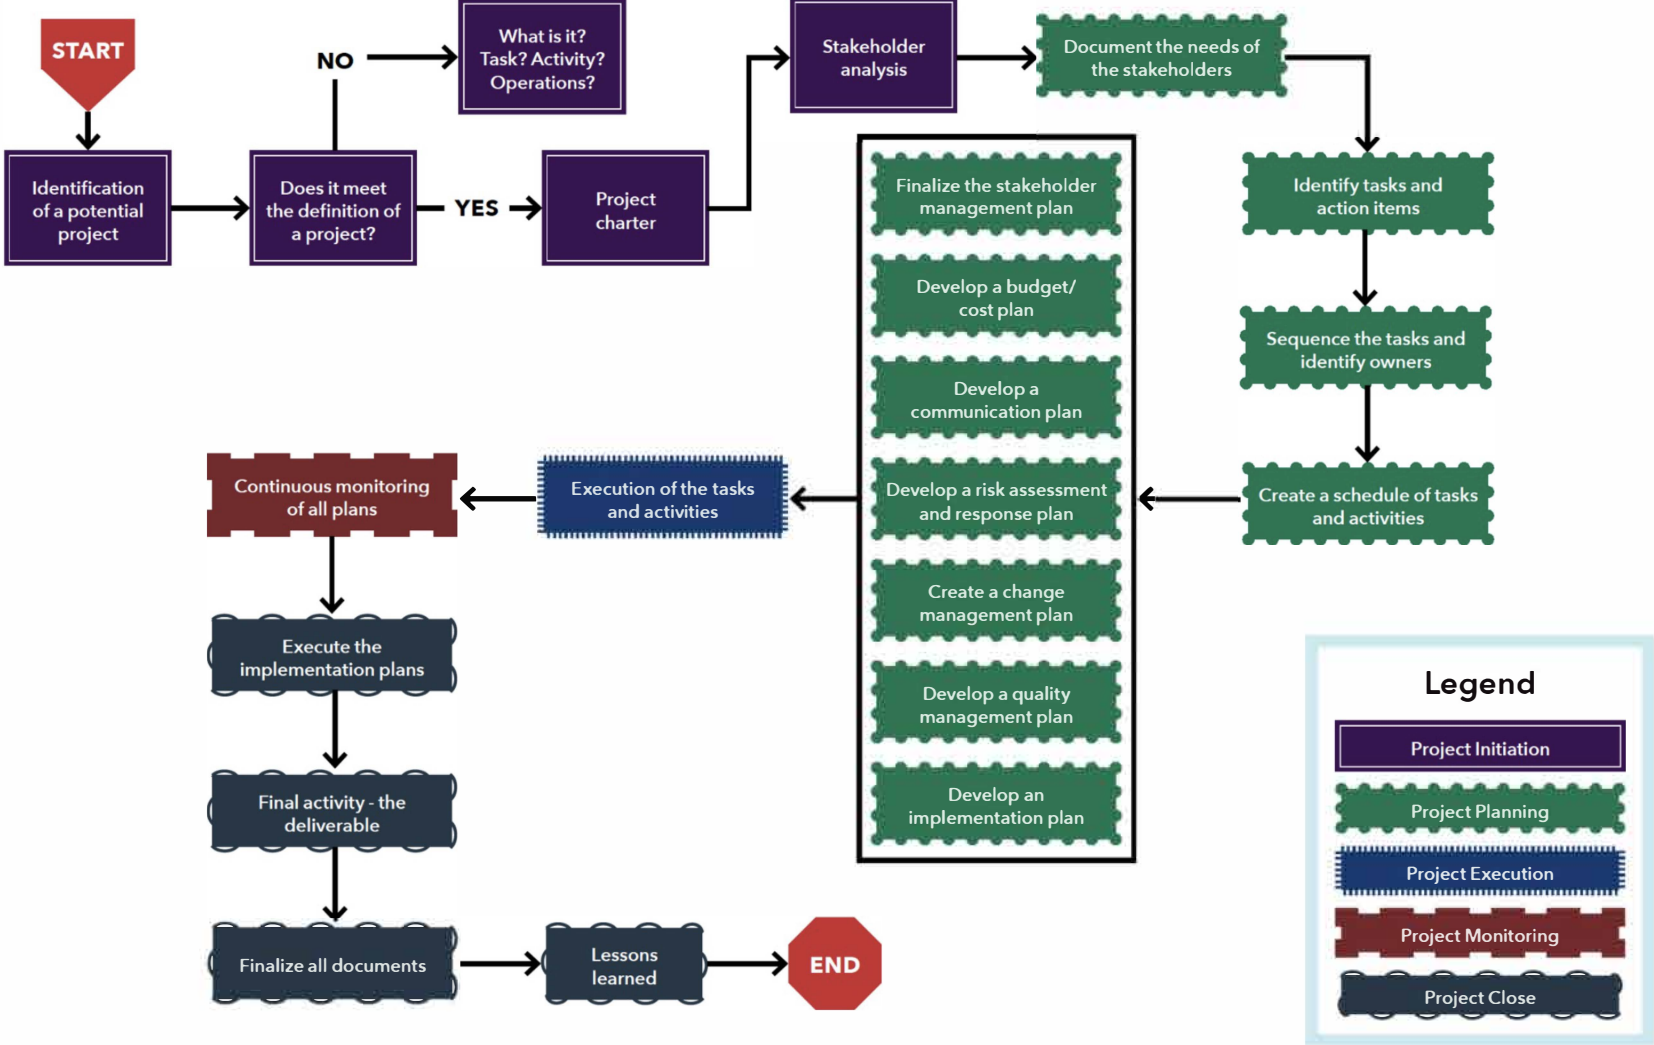 START
NO
What is it?
Task? Activity?
Operations?
Identification
of a potential
project
Does it meet
the definition of
a project?
YES
Project
charter
Stakeholder
analysis
Document the needs of
the stakeholders
Identify tasks and
action items
Sequence the tasks and
identify owners
Create a schedule of tasks
and activities
Finalize the stakeholder
management plan
Develop a budget/
cost plan
Develop a
communication plan
Develop a risk assessment
and response plan
Create a change
management plan
Develop a quality
management plan
Develop an
implementation plan
Execution of the tasks
and activities
Continuous monitoring
of all plans
Execute the
implementation plans
Final activity - the
deliverable
Finalize all documents
Lessons
learned
END
Legend
Project Initiation
Project Planning
Project Execution
Project Monitoring
Project Close